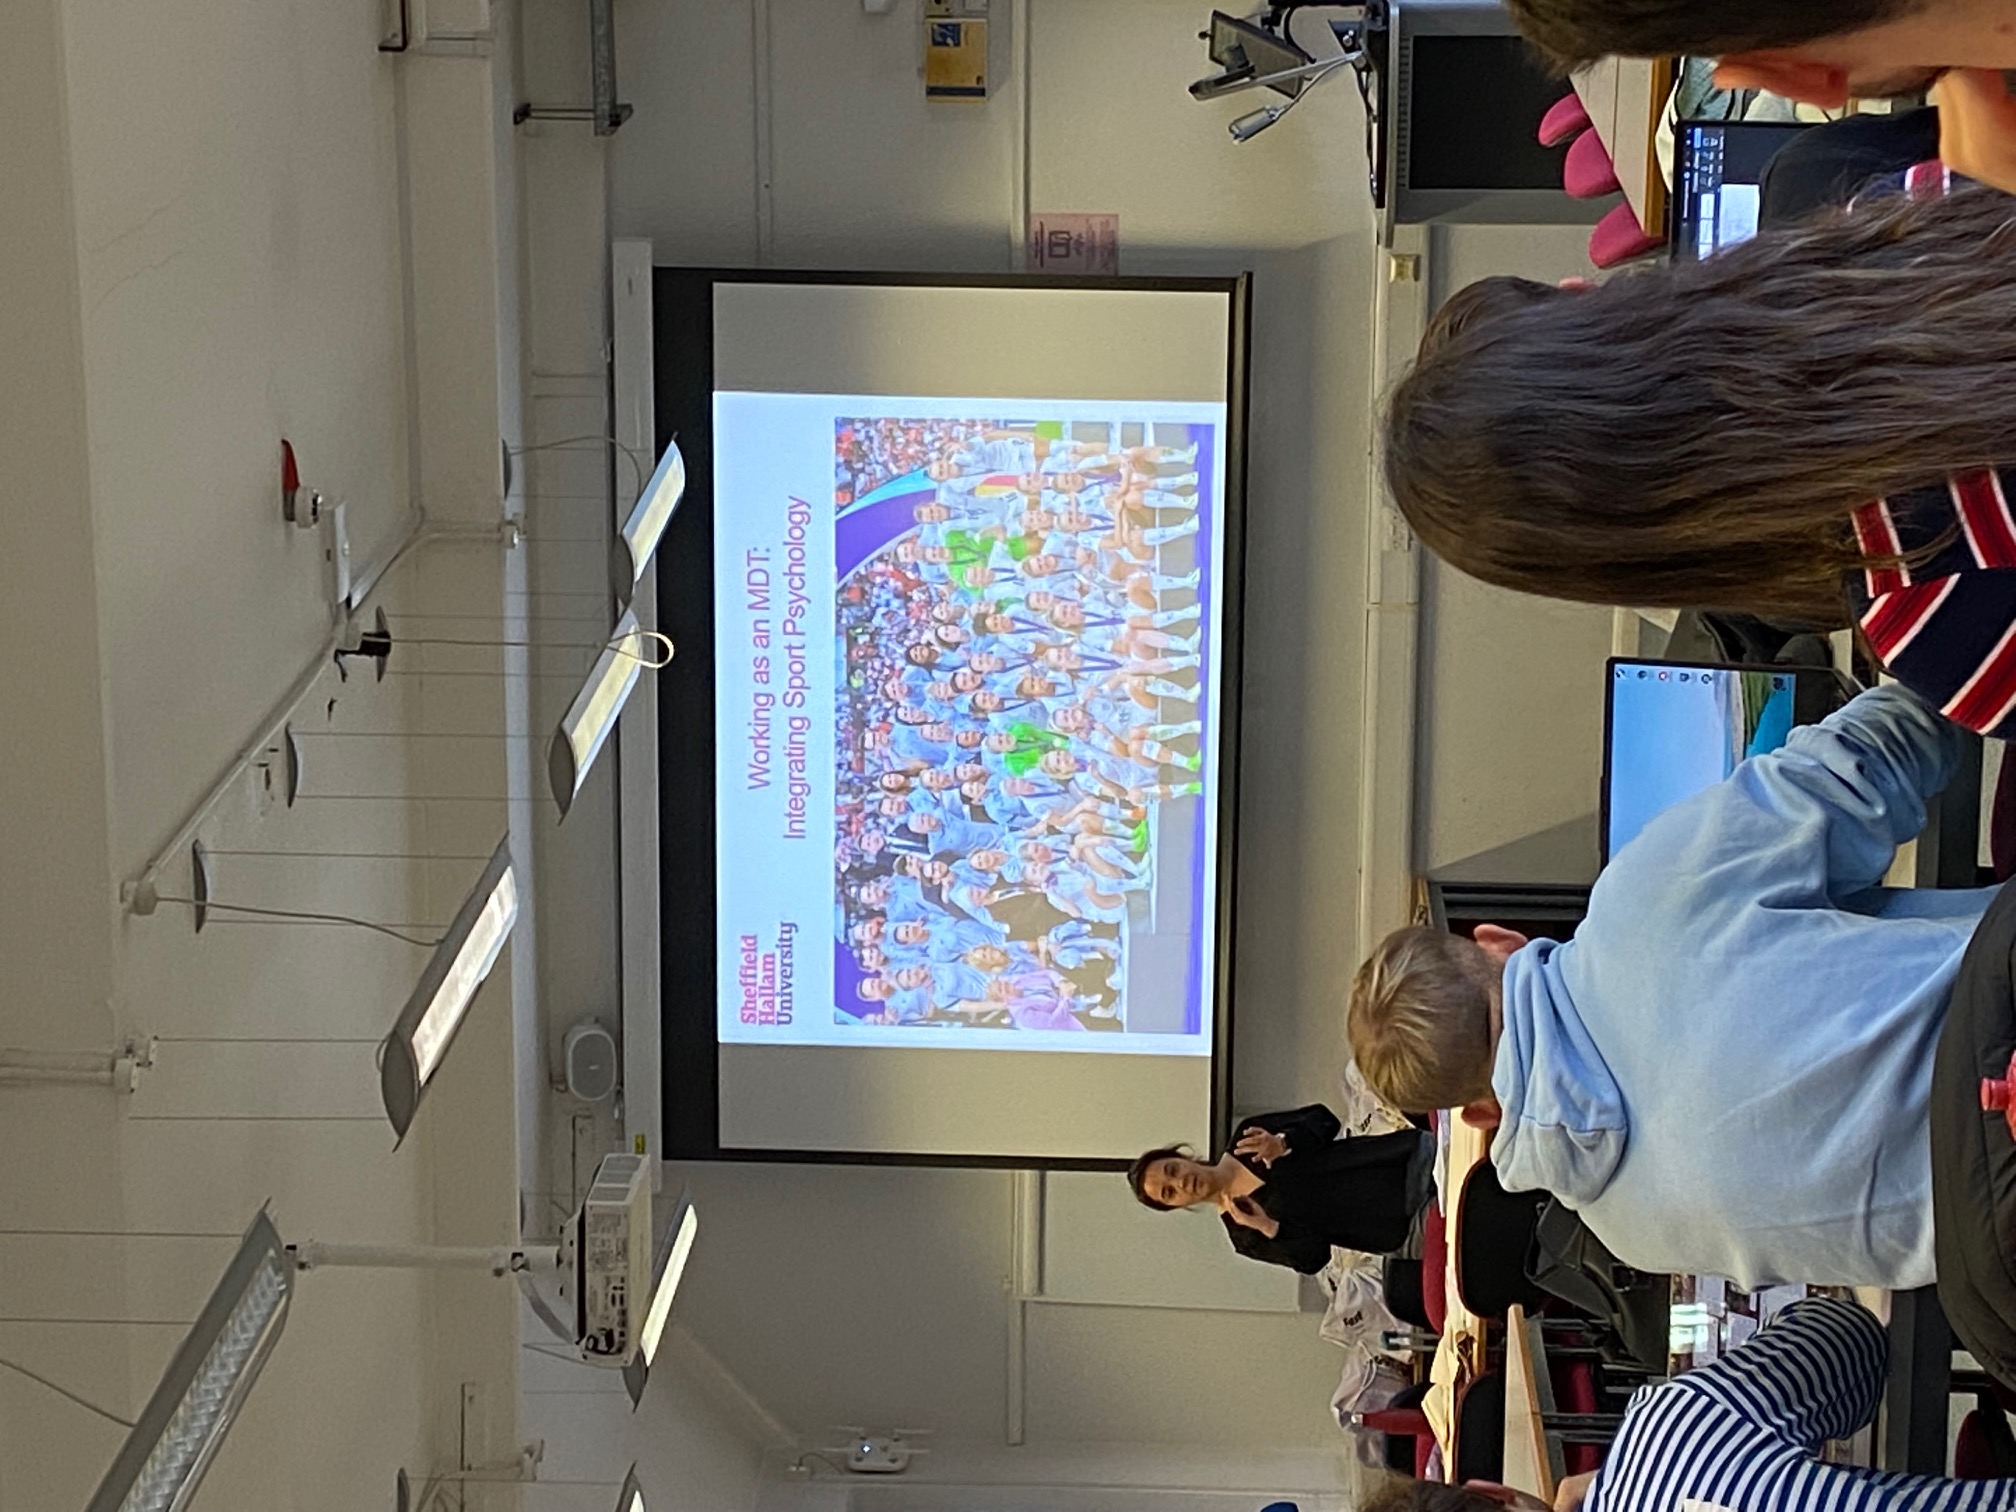 Sheffield
Hallam
University
Working as an MDT:
Integrating Sport Psychology